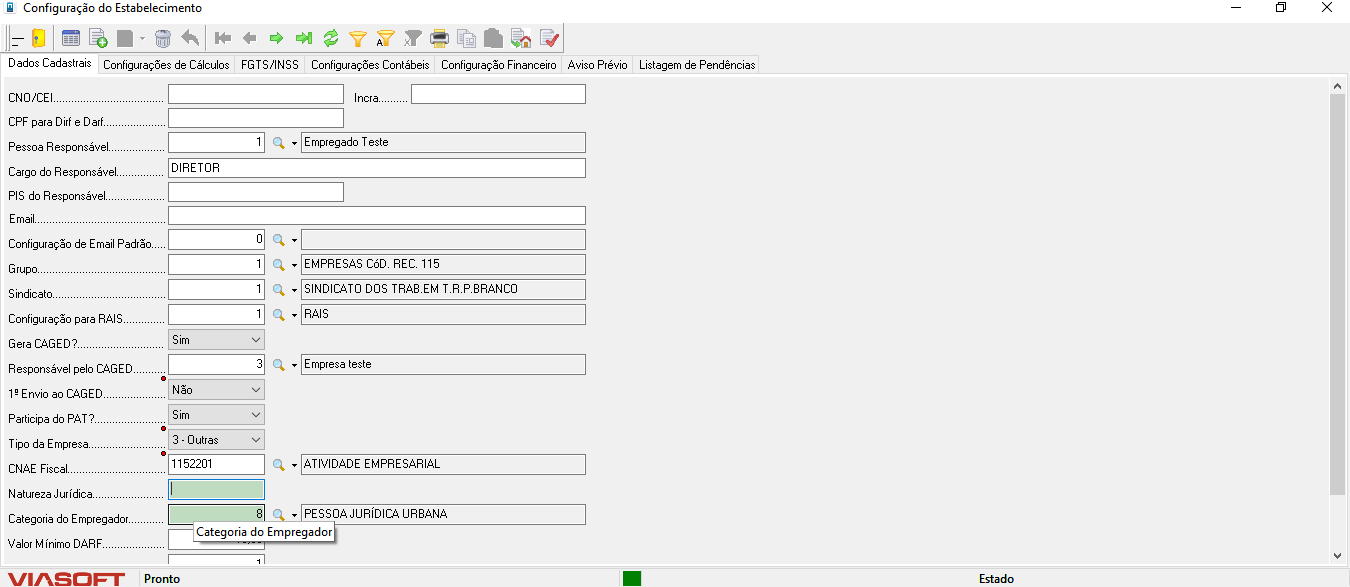 Configuração do Estabelecimento
Dados Cadastrais Configurações de Cálculos FGTS/INSS Configurações Contábeis Configuração Financeiro Aviso Prévio Listagem de Pendências
CNO/CEI Incra
CPF para Dirf e Darf
Pessoa Responsável 1 Empregado Teste
Cargo do Responsável DIRETOR
PIS do Responsável
Email
Configuração de Email Padrão 0
Grupo 1 EMPRESAS CóD. REC. 115
Sindicato 1 SINDICATO DOS TRAB.EM T.R.P.BRANCO
Configuração para RAIS 1 RAIS
Gera CAGED? Sim
Responsável pelo CAGED 3 Empresa teste
1º Envio ao CAGED Não
Participa do PAT? Sim
Tipo da Empresa 3 - Outras
CNAE Fiscal 1152201 ATIVIDADE EMPRESARIAL
Natureza Jurídica
Categoria do Empregador 8 PESSOA JURÍDICA URBANA
Categoria do Empregador
Valor Mínimo DARF
1
VIASOFT Pronto Estado